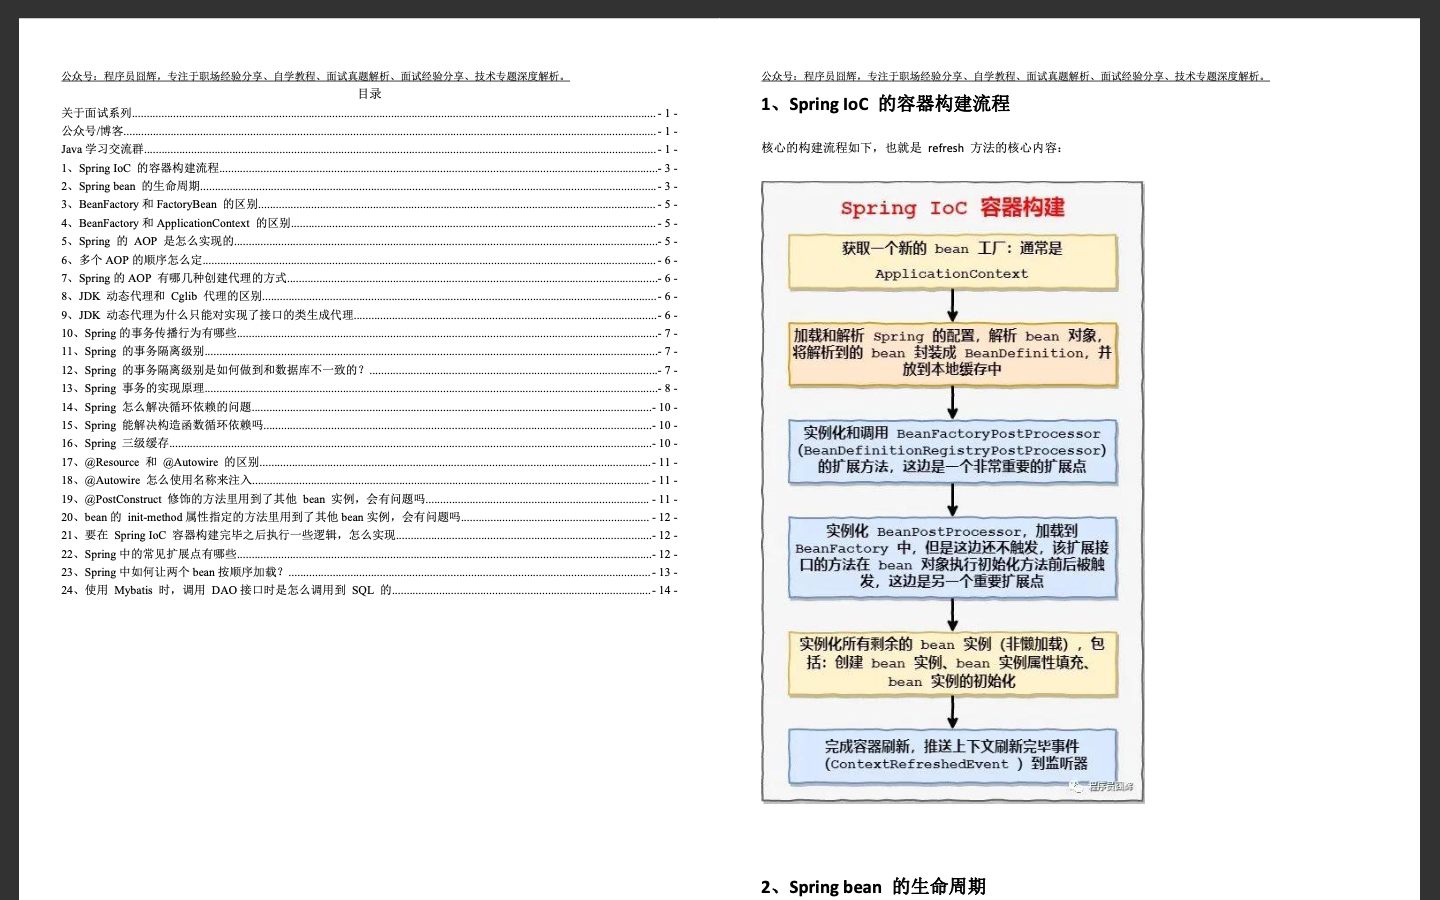 公众号：程序员囧辉，专注于职场经验分享、自学教程、面试真题解析、面试经验分享、技术专题深度解析。
目录
关于面试系列- 1 -
公众号/博客- 1 -
Java 学习交流群- 1 -
1、Spring IoC 的容器构建流程- 3 -
2、Spring bean 的生命周期- 3 -
3、BeanFactory 和 FactoryBean 的区别- 5 -
4、BeanFactory 和 ApplicationContext 的区别- 5 -
5、Spring 的 AOP 是怎么实现的- 5 -
6、多个 AOP 的顺序怎么定- 6 -
7、Spring 的 AOP 有哪几种创建代理的方式- 6 -
8、JDK 动态代理和 Cglib 代理的区别- 6 -
9、JDK 动态代理为什么只能对实现了接口的类生成代理- 6 -
10、Spring 的事务传播行为有哪些- 7 -
11、Spring 的事务隔离级别- 7 -
12、Spring 的事务隔离级别是如何做到和数据库不一致的？- 7 -
13、Spring 事务的实现原理- 8 -
14、Spring 怎么解决循环依赖的问题- 10 -
15、Spring 能解决构造函数循环依赖吗- 10 -
16、Spring 三级缓存- 10 -
17、@Resource 和 @Autowire 的区别- 11 -
18、@Autowire 怎么使用名称来注入- 11 -
19、@PostConstruct 修饰的方法里用到了其他 bean 实例，会有问题吗- 11 -
20、bean 的 init-method 属性指定的方法里用到了其他 bean 实例，会有问题吗- 12 -
21、要在 Spring IoC 容器构建完毕之后执行一些逻辑，怎么实现- 12 -
22、Spring 中的常见扩展点有哪些- 12 -
23、Spring 中如何让两个 bean 按顺序加载？- 13 -
24、使用 Mybatis 时，调用 DAO 接口时是怎么调用到 SQL 的- 14 -
公众号：程序员囧辉，专注于职场经验分享、自学教程、面试真题解析、面试经验分享、技术专题深度解析。
1、Spring IoC 的容器构建流程
核心的构建流程如下，也就是 refresh 方法的核心内容：
Spring IoC 容器构建
获取一个新的 bean 工厂：通常是
ApplicationContext
加载和解析 Spring 的配置，解析 bean 对象，
将解析到的 bean 封装成 BeanDefinition，并
放到本地缓存中
实例化和调用 BeanFactoryPostProcessor
(BeanDefinitionRegistryPostProcessor)
的扩展方法，这边是一个非常重要的扩展点
实例化 BeanPostProcessor，加载到
BeanFactory 中，但是这边还不触发，该扩展接
口的方法在 bean 对象执行初始化方法前后被触
发，这边是另一个重要扩展点
实例化所有剩余的 bean 实例（非懒加载），包
括：创建 bean 实例、bean 实例属性填充、
bean 实例的初始化
完成容器刷新，推送上下文刷新完毕事件
(ContextRefreshedEvent ) 到监听器
程序员囧辉
2、Spring bean 的生命周期